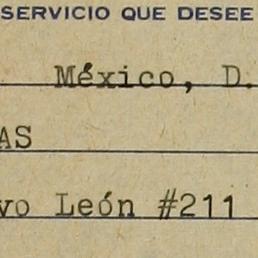 SERVICIO QUE DESEE
México, D.
AS
vo León #211